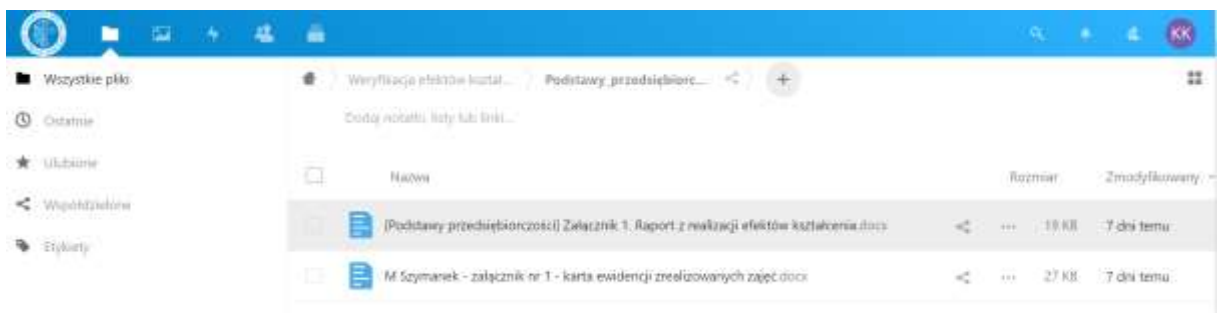 KK
Wszystkie pliki
Weryfikacja efektów kształ...
Podstawy_przedsiębiorc...
+
Ostatnie
Dodaj notatki, listy lub linki...
Ulubione
Nazwa
Rozmiar
Zmodyfikowany
Współdzielone
[Podstawy przedsiębiorczości] Załącznik 1. Raport z realizacji efektów kształcenia.docx
... 19 KB 7 dni temu
Etykiety
M Szymanek - załącznik nr 1 - karta ewidencji zrealizowanych zajęć.docx
... 27 KB 7 dni temu